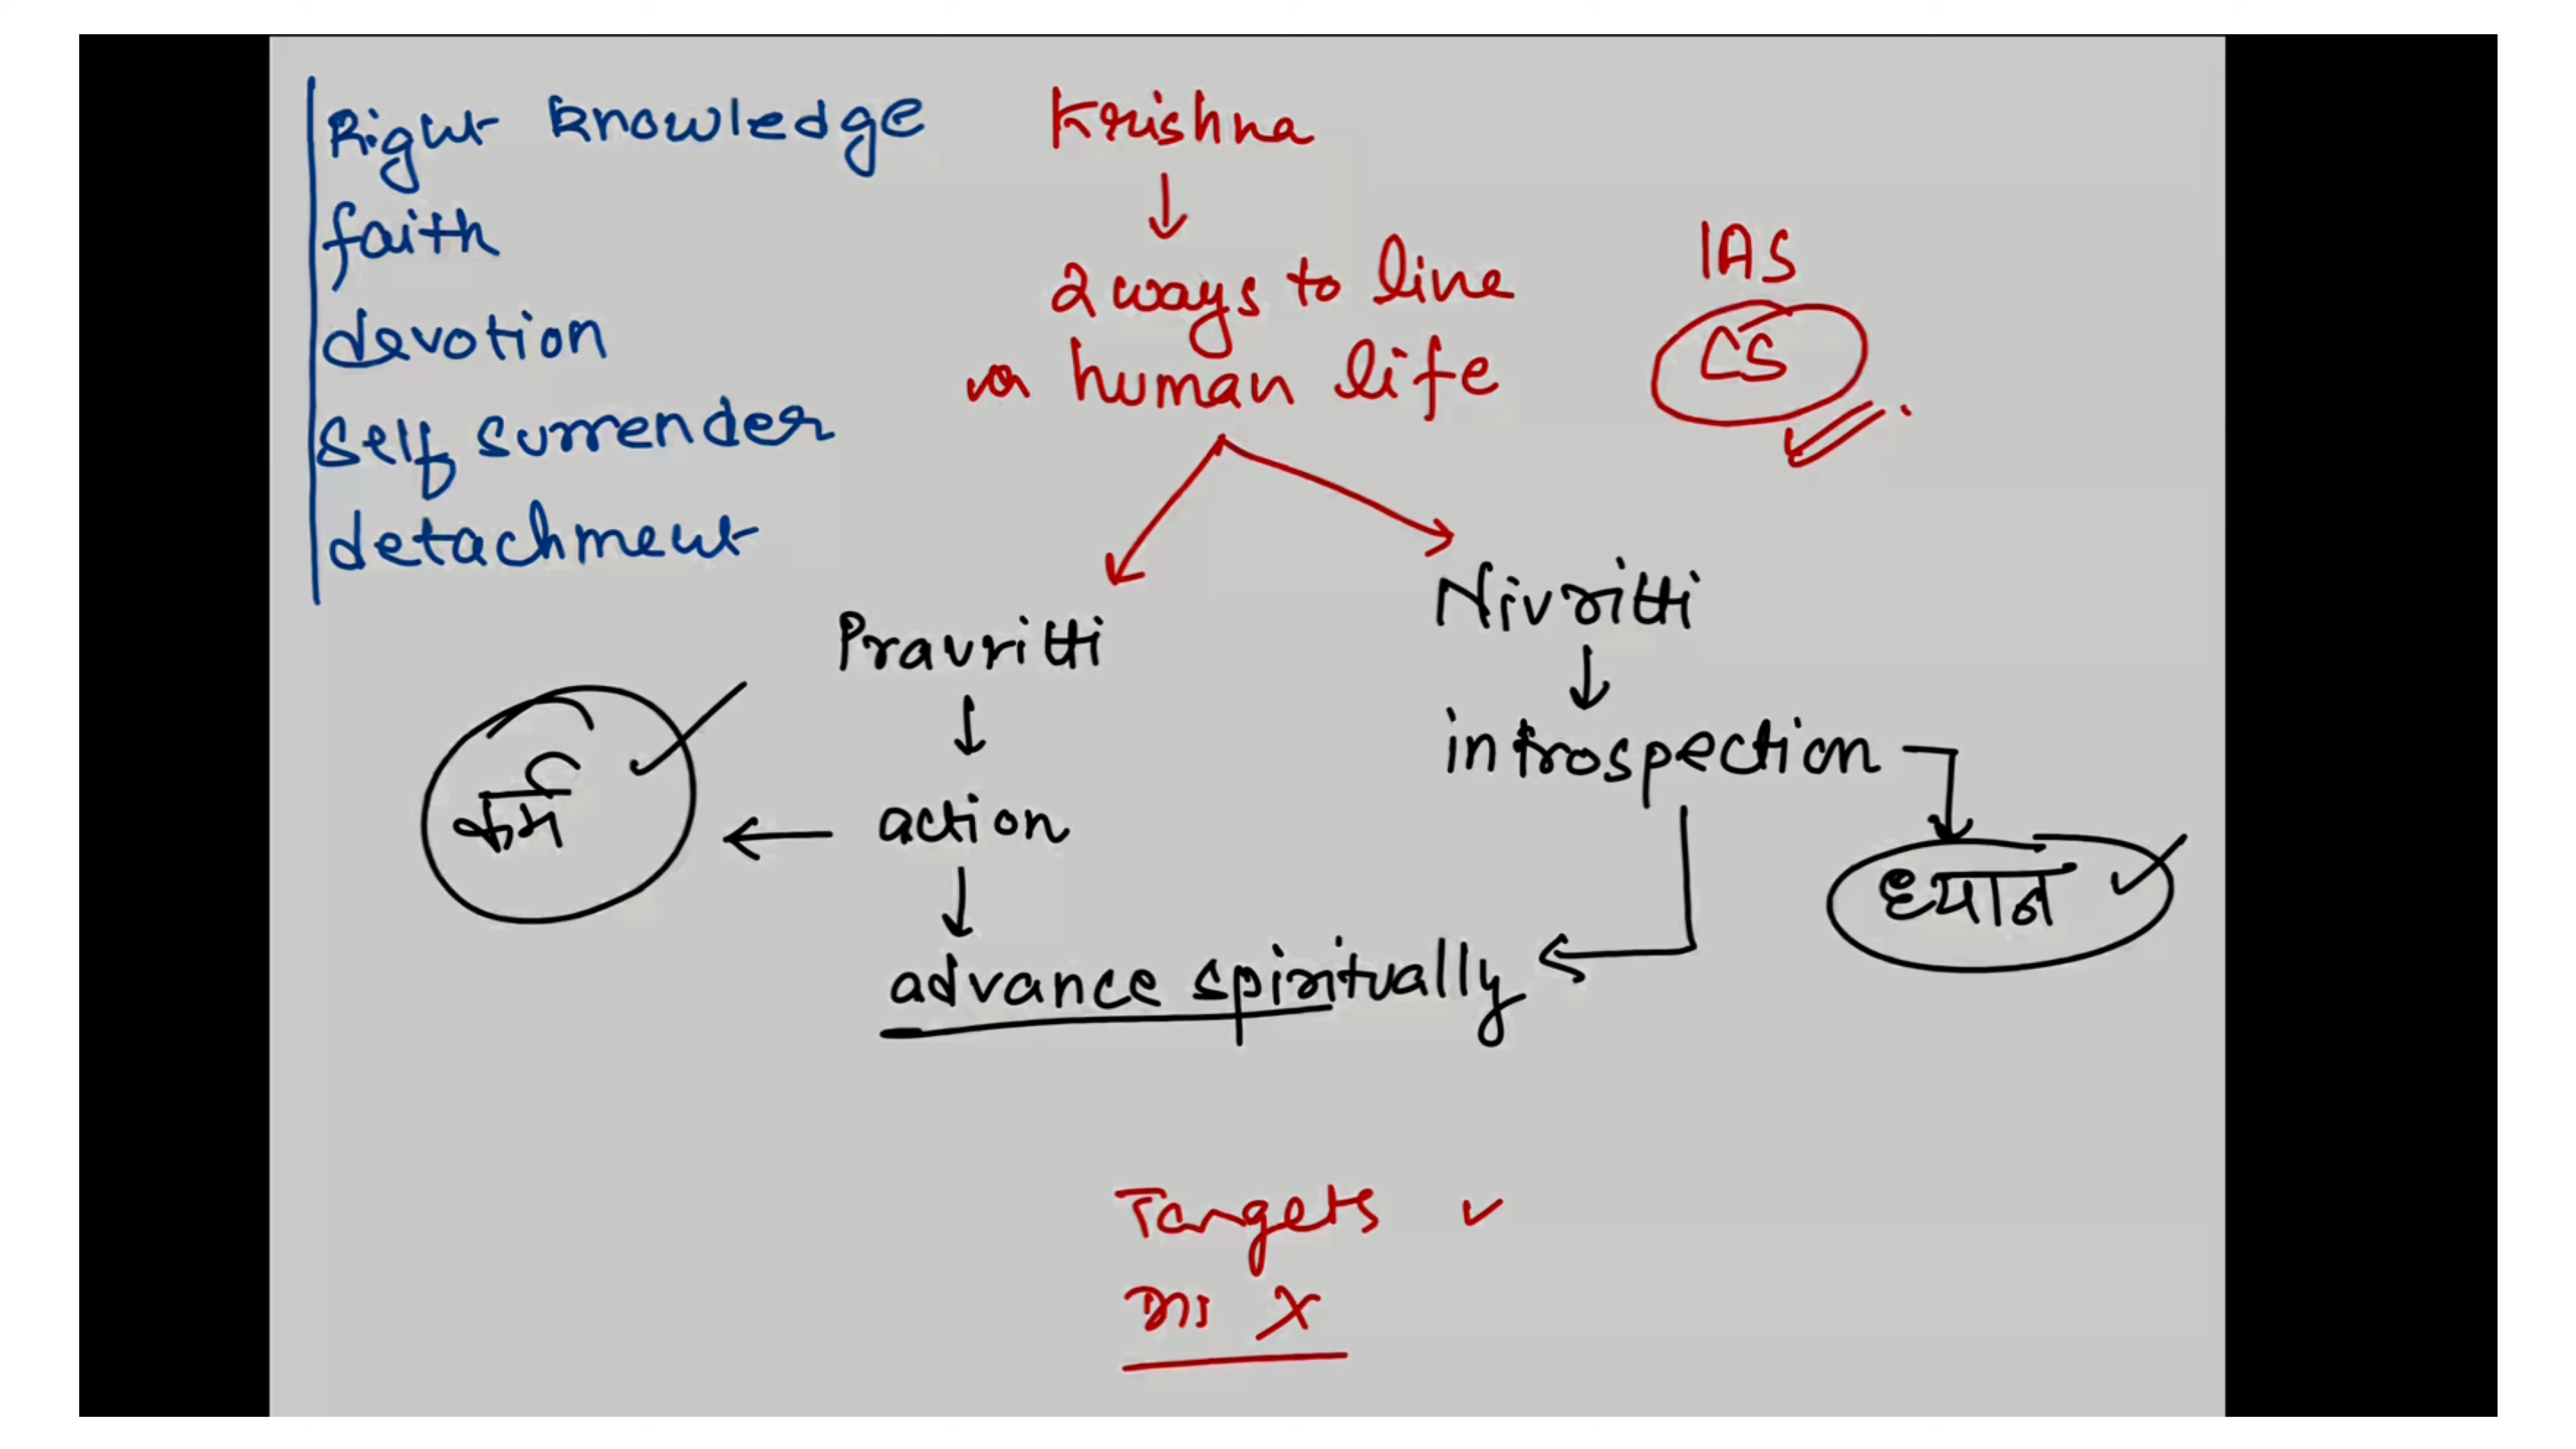 Right knowledge
faith
devotion
self surrender
detachment
Krishna
2 ways to live
human life
IAS
CS
Pravritti
action
कर्म
Nivritti
introspection
ध्यान
advance spiritually
Targets ✓
X